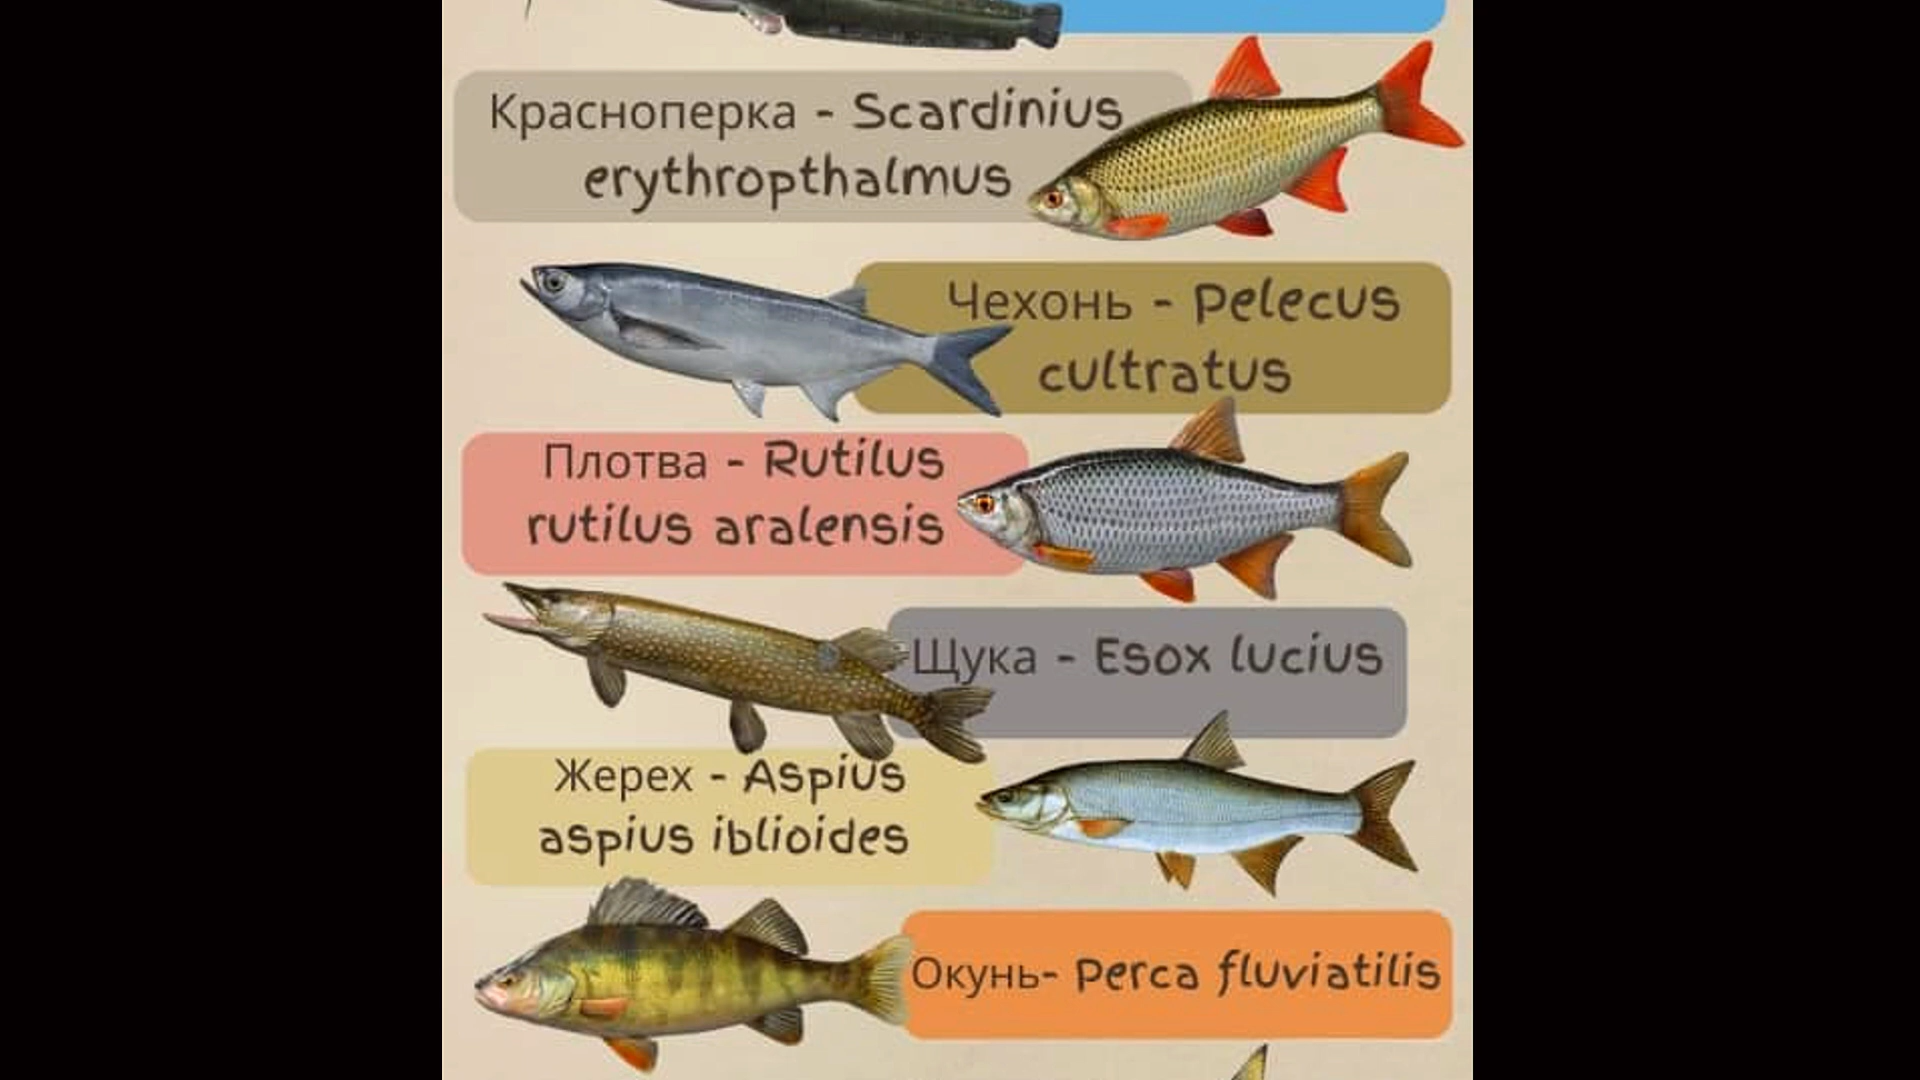 Красноперка - Scardinius
erythropthalmus
Чехонь - Pelecus
cultratus
Плотва - Rutilus
rutilus aralensis
Щука - Esox lucius
Жерех - Aspius
aspius iblioides
Окунь- Perca fluviatilis